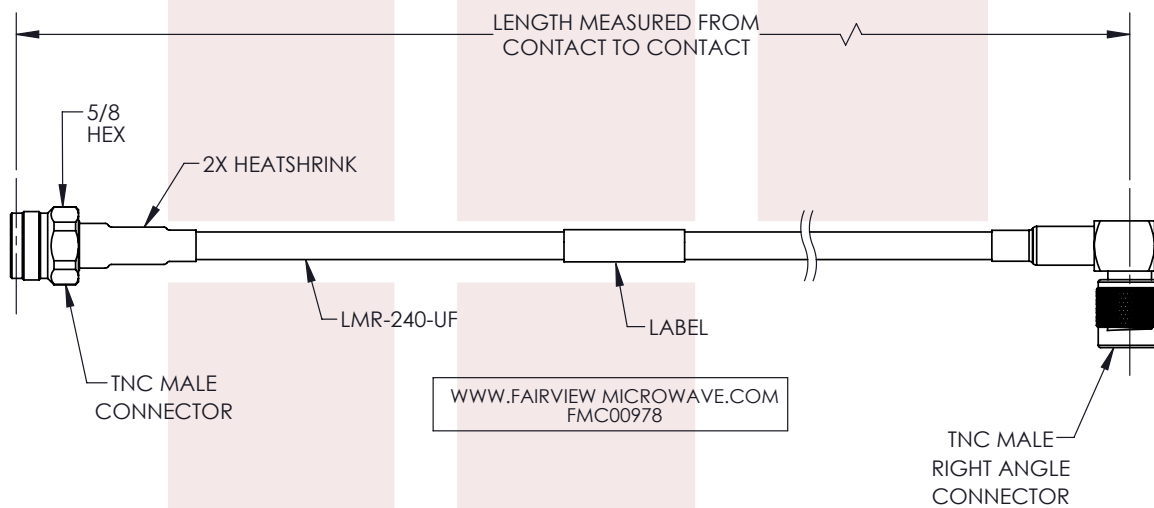 LENGTH MEASURED FROM
CONTACT TO CONTACT
5/8
HEX
2X HEATSHRINK
LMR-240-UF
LABEL
TNC MALE
CONNECTOR
WWW.FAIRVIEW MICROWAVE.COM
FMC00978
TNC MALE
RIGHT ANGLE
CONNECTOR